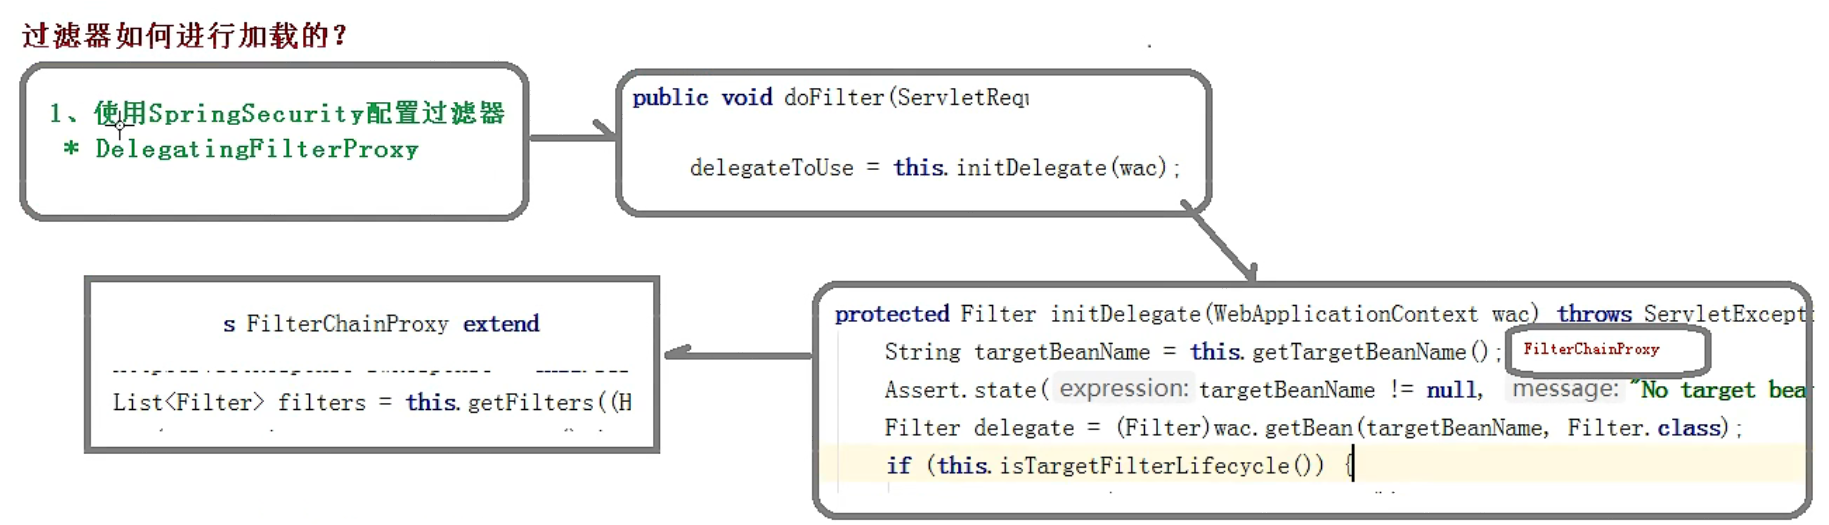 过滤器如何进行加载的?
1、使用SpringSecurity配置过滤器
* DelegatingFilterProxy
public void doFilter(ServletRequ
delegateToUse = this.initDelegate(wac);
protected Filter initDelegate(WebApplicationContext wac) throws ServletExcept
String targetBeanName = this.getTargetBeanName();
FilterChainProxy
Assert.state( expression: targetBeanName != null, message: "No target bea
Filter delegate = (Filter)wac.getBean(targetBeanName, Filter.class);
if (this.isTargetFilterLifecycle()) {
s FilterChainProxy extend
List<Filter> filters = this.getFilters((H